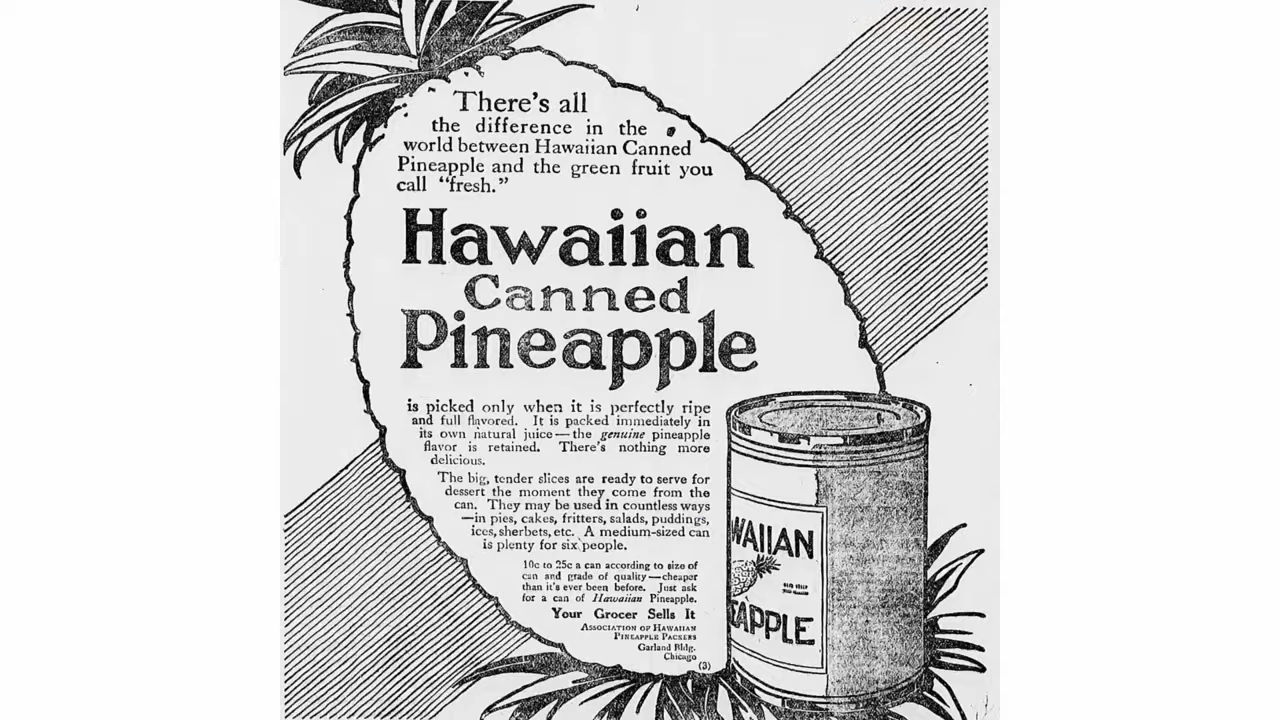 There's all
the difference in the
world between Hawaiian Canned
Pineapple and the green fruit you
call "fresh."
Hawaiian
Canned
Pineapple
is picked only when it is perfectly ripe
and full flavored. It is packed immediately in
its own natural juice—the genuine pineapple
flavor is retained. There's nothing more
delicious.
The big, tender slices are ready to serve for
dessert the moment they come from the
can. They may be used in countless ways
—in pies, cakes, fritters, salads, puddings,
ices, sherbets, etc. A medium-sized can
is plenty for six people.
10c to 25c a can according to size of
can and grade of quality—cheaper
than it's ever been before. Just ask
for a can of Hawaiian Pineapple.
Your Grocer Sells It
ASSOCIATION OF HAWAIIAN
PINEAPPLE PACKERS
Garland Bldg.
Chicago
(3)
WAIIAN
EAPPLE